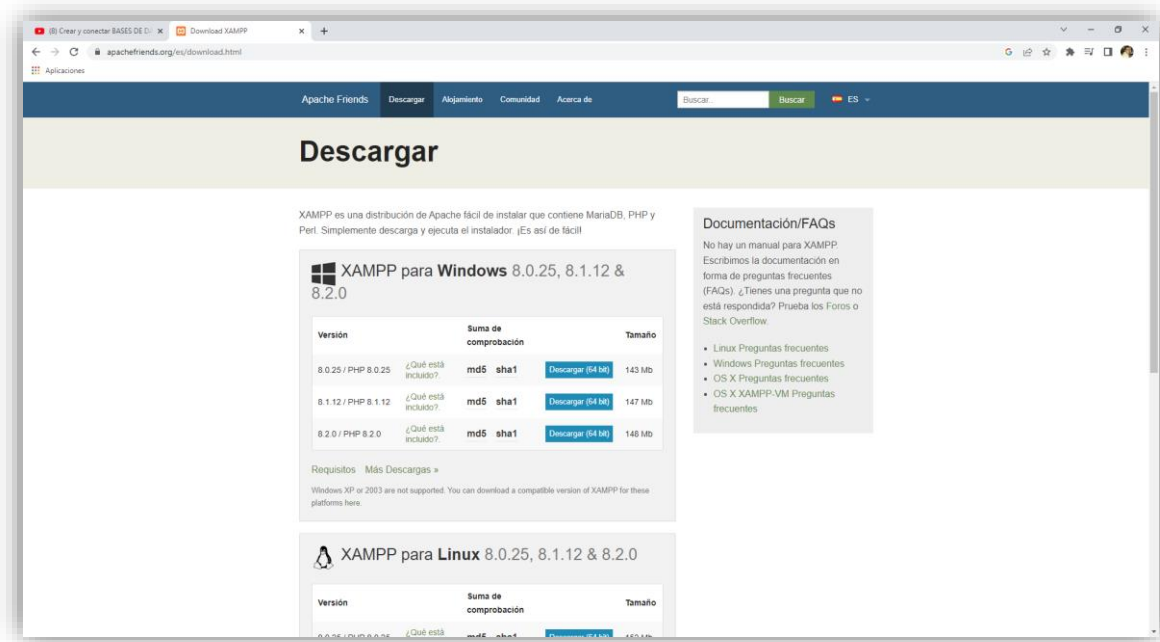 (8) Crear y conectar BASES DE D
Download XAMPP
apachefriends.org/es/download.html
Aplicaciones
Apache Friends Descargar Alojamiento Comunidad Acerca de Buscar... Buscar ES
Descargar
XAMPP es una distribución de Apache fácil de instalar que contiene MariaDB, PHP y
Perl. Simplemente descarga y ejecuta el instalador. ¡Es así de fácil!
XAMPP para Windows 8.0.25, 8.1.12 &
8.2.0
Versión Suma de comprobación Tamaño
8.0.25 / PHP 8.0.25 ¿Qué está incluido? md5 sha1 Descargar (64 bit) 143 Mb
8.1.12 / PHP 8.1.12 ¿Qué está incluido? md5 sha1 Descargar (64 bit) 147 Mb
8.2.0 / PHP 8.2.0 ¿Qué está incluido? md5 sha1 Descargar (64 bit) 148 Mb
Requisitos Más Descargas »
Windows XP or 2003 are not supported. You can download a compatible version of XAMPP for these
platforms here.
XAMPP para Linux 8.0.25, 8.1.12 & 8.2.0
Versión Suma de comprobación Tamaño
¿Qué está
Documentación/FAQs
No hay un manual para XAMPP.
Escribimos la documentación en
forma de preguntas frecuentes
(FAQs). ¿Tienes una pregunta que no
está respondida? Prueba los Foros o
Stack Overflow.
• Linux Preguntas frecuentes
• Windows Preguntas frecuentes
• OS X Preguntas frecuentes
• OS X XAMPP-VM Preguntas
frecuentes